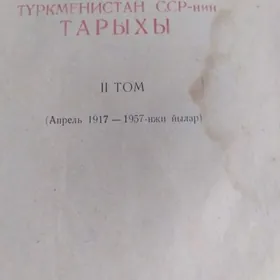 ТҮРКМЕНИСТАН ССР-ниң
ТАРЫХЫ
II ТОМ
(Апрель 1917 — 1957-нжи йыллар)